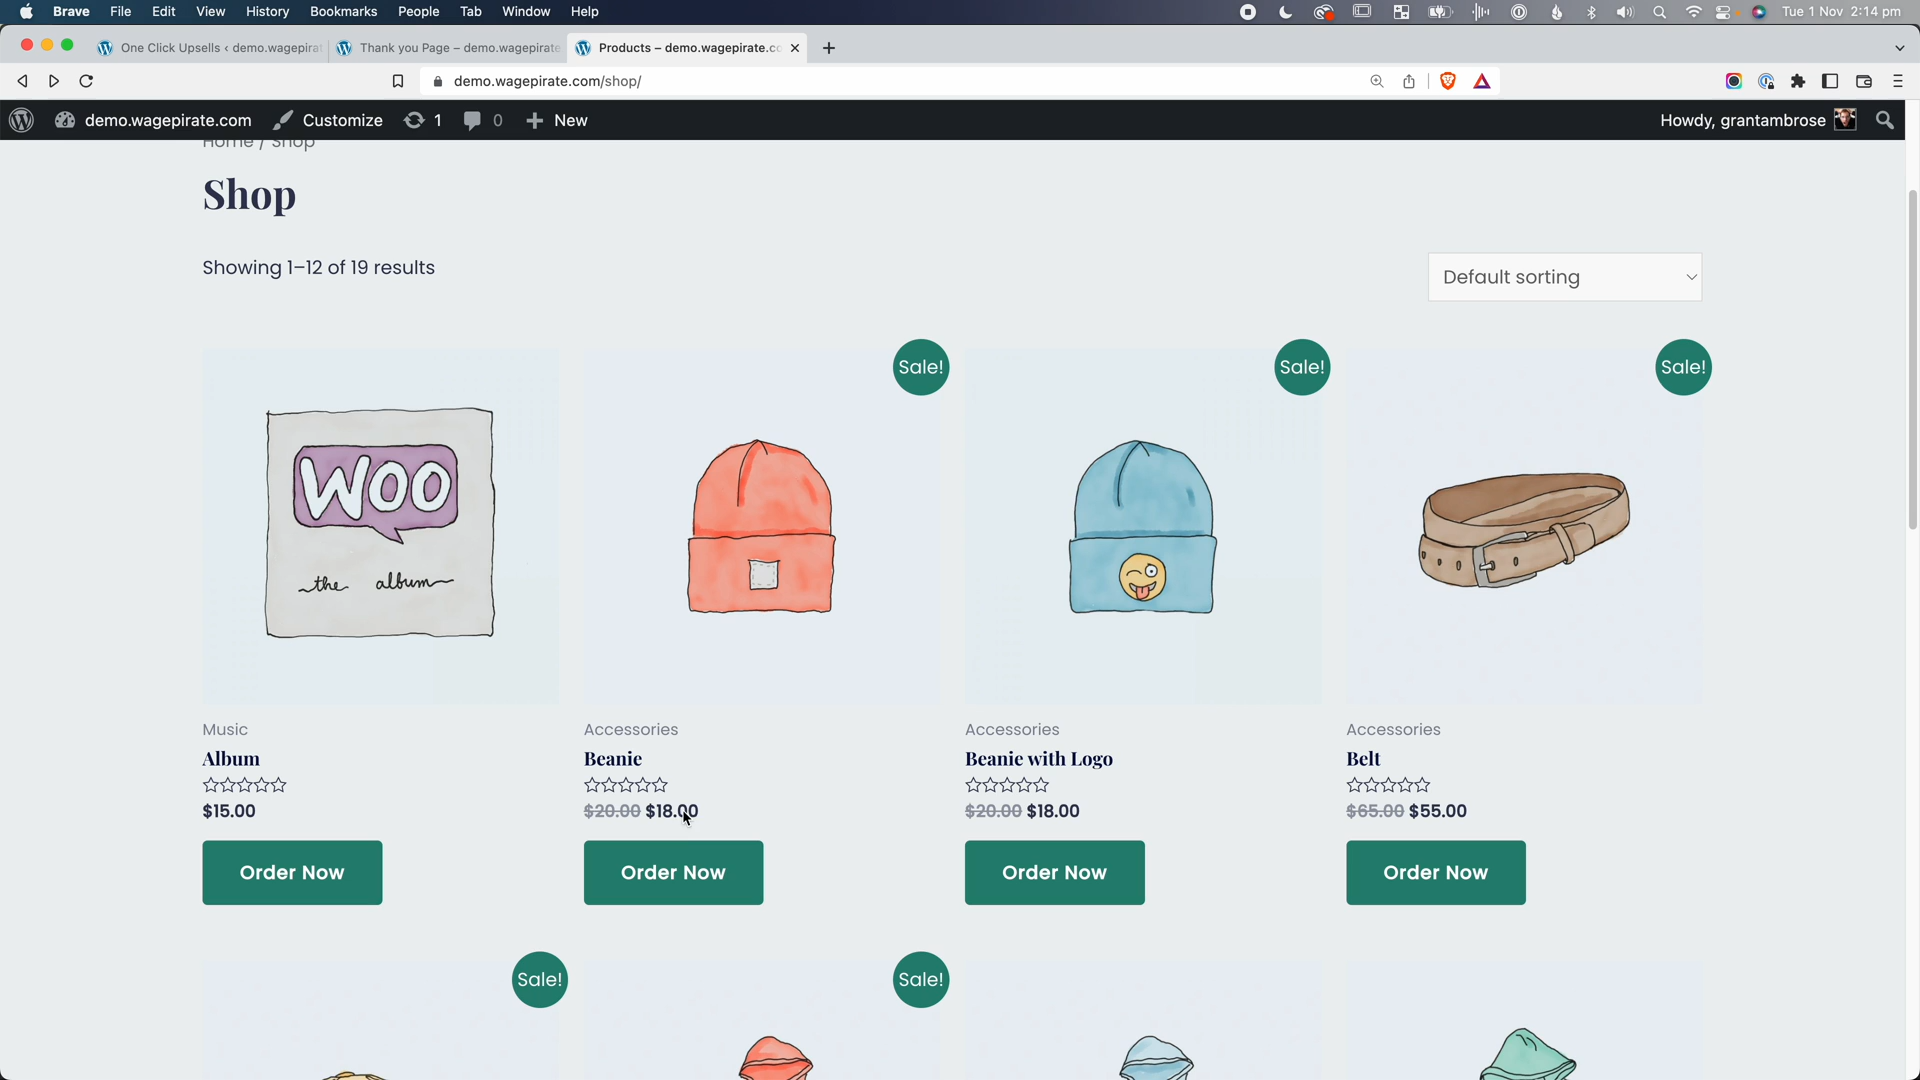 Brave File Edit View History Bookmarks People Tab Window Help Tue 1 Nov 2:14 pm
One Click Upsells ‹ demo.wagepirat Thank you Page – demo.wagepirate Products – demo.wagepirate.co
demo.wagepirate.com/shop/
demo.wagepirate.com Customize 1 0 New Howdy, grantambrose
Home / Shop
Shop
Showing 1–12 of 19 results
Default sorting
Sale! Sale! Sale!
WOO
the album
Music Accessories Accessories Accessories
Album Beanie Beanie with Logo Belt
$15.00 $20.00 $18.00 $20.00 $18.00 $65.00 $55.00
Order Now Order Now Order Now Order Now
Sale! Sale!